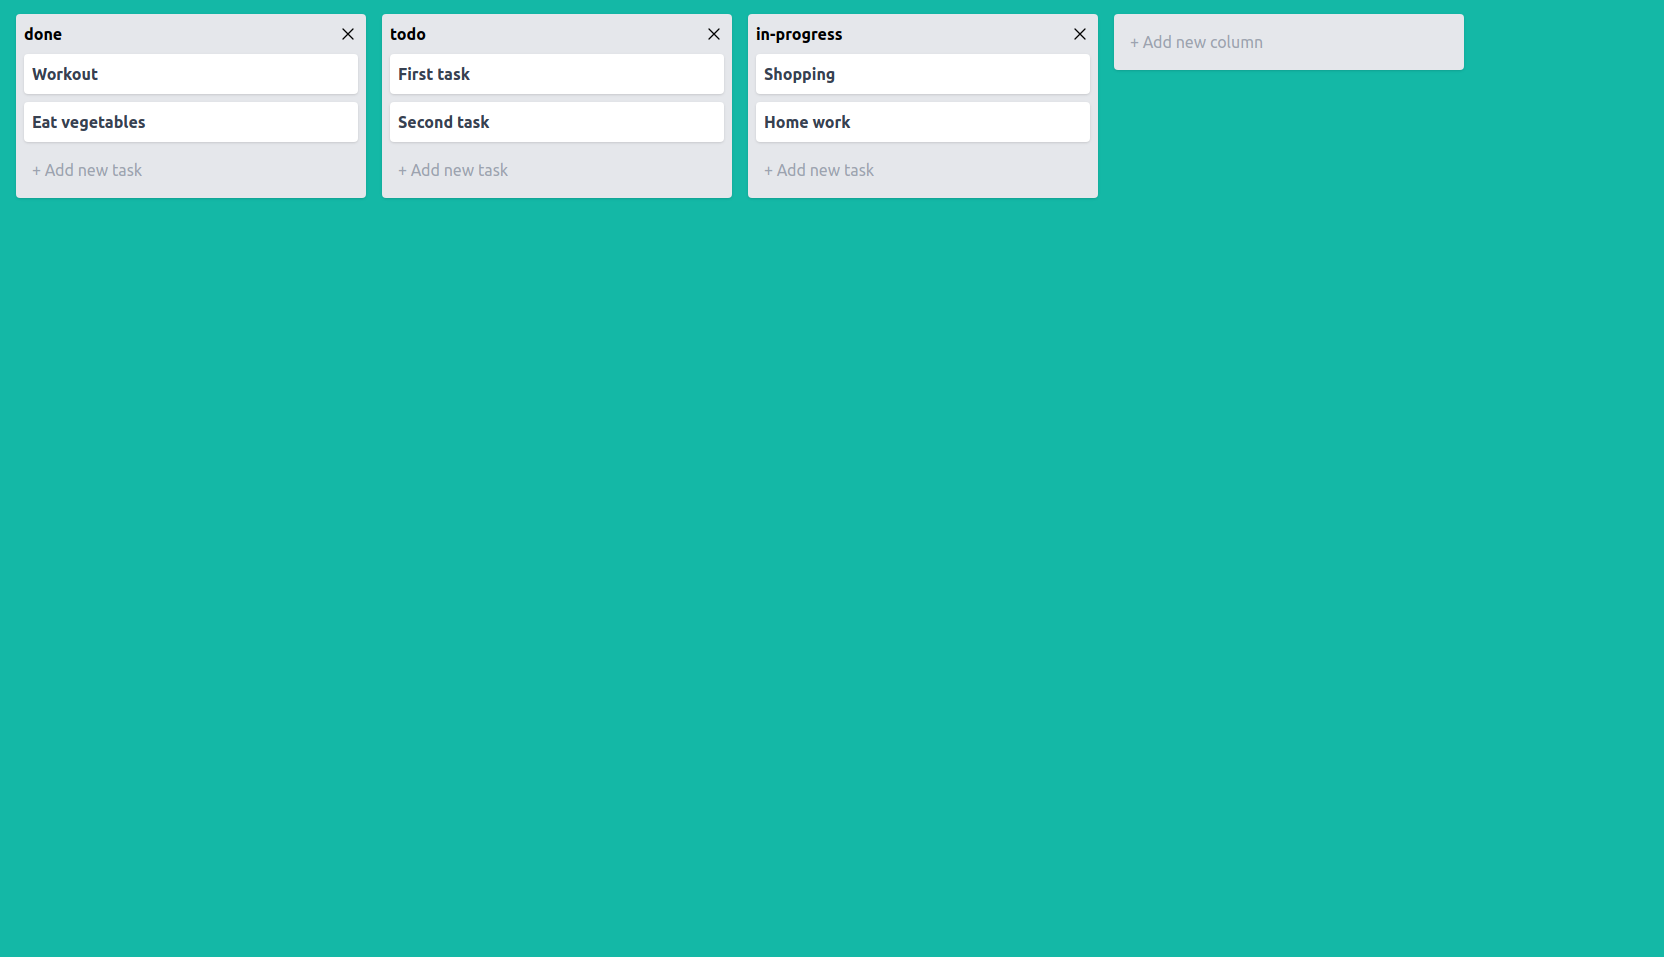 done
Workout
Eat vegetables
+ Add new task
todo
First task
Second task
+ Add new task
in-progress
Shopping
Home work
+ Add new task
+ Add new column